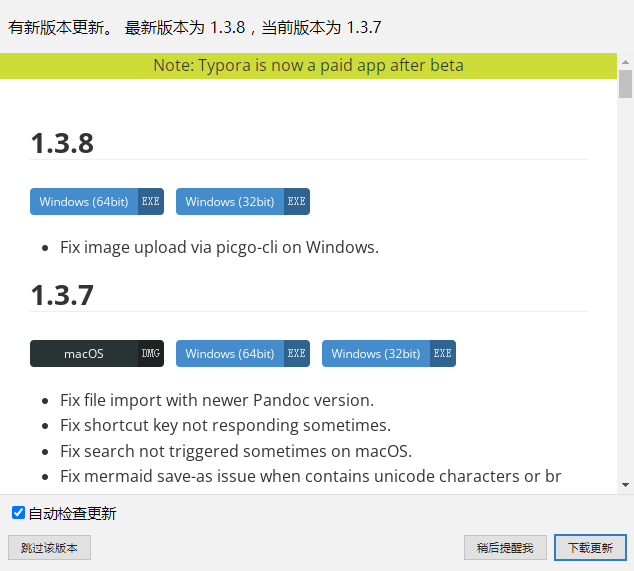 有新版本更新。 最新版本为 1.3.8，当前版本为 1.3.7
Note: Typora is now a paid app after beta
1.3.8
Windows (64bit) EXE Windows (32bit) EXE
Fix image upload via picgo-cli on Windows.
1.3.7
macOS DMG Windows (64bit) EXE Windows (32bit) EXE
Fix file import with newer Pandoc version.
Fix shortcut key not responding sometimes.
Fix search not triggered sometimes on macOS.
Fix mermaid save-as issue when contains unicode characters or br
自动检查更新
跳过该版本 稍后提醒我 下载更新